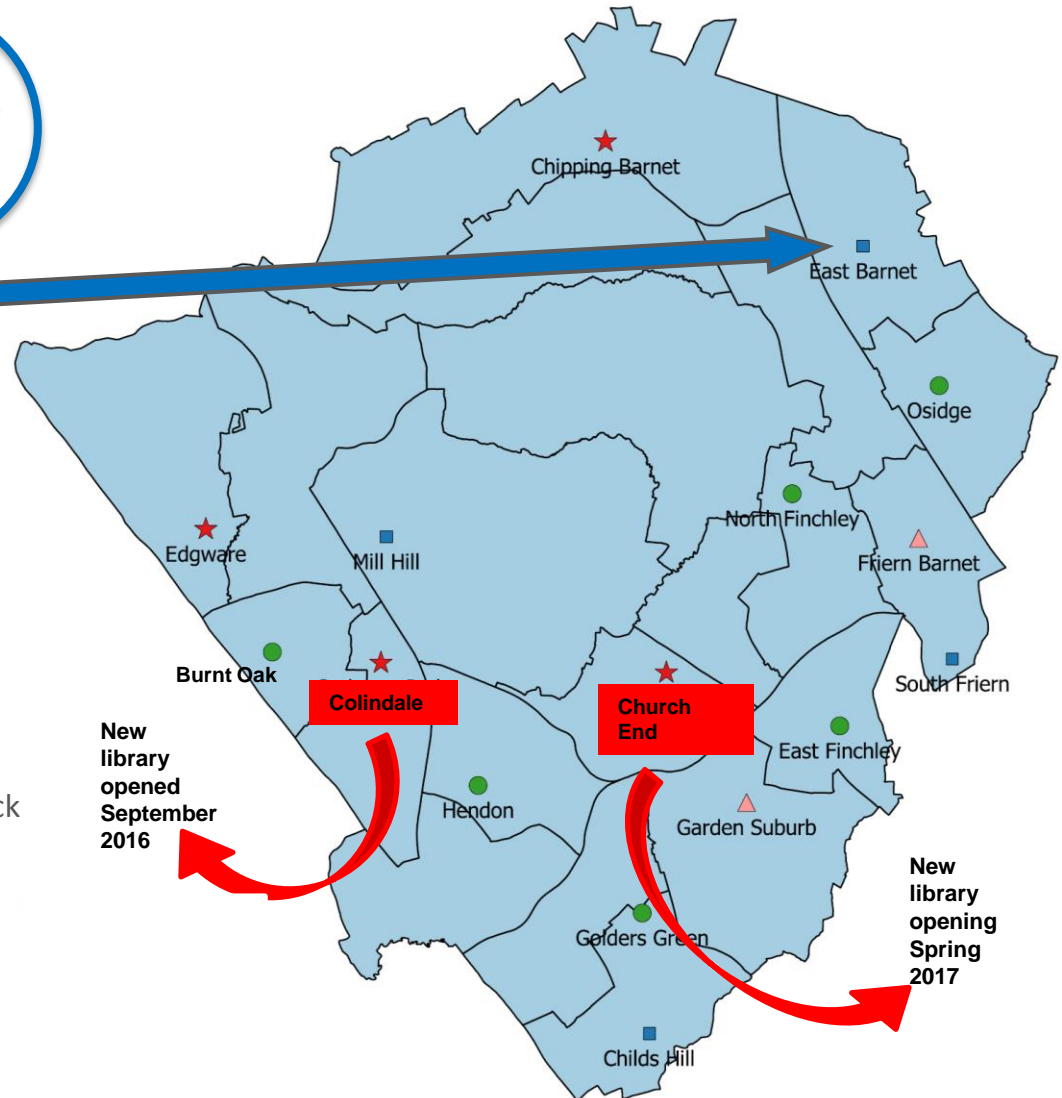 Chipping Barnet
East Barnet
Osidge
North Finchley
Edgware
Mill Hill
Friern Barnet
Burnt Oak
South Friern
Colindale
Church
End
East Finchley
New
library
opened
September
2016
ck
Hendon
Garden Suburb
New
library
opening
Spring
2017
Golders Green
Childs Hill